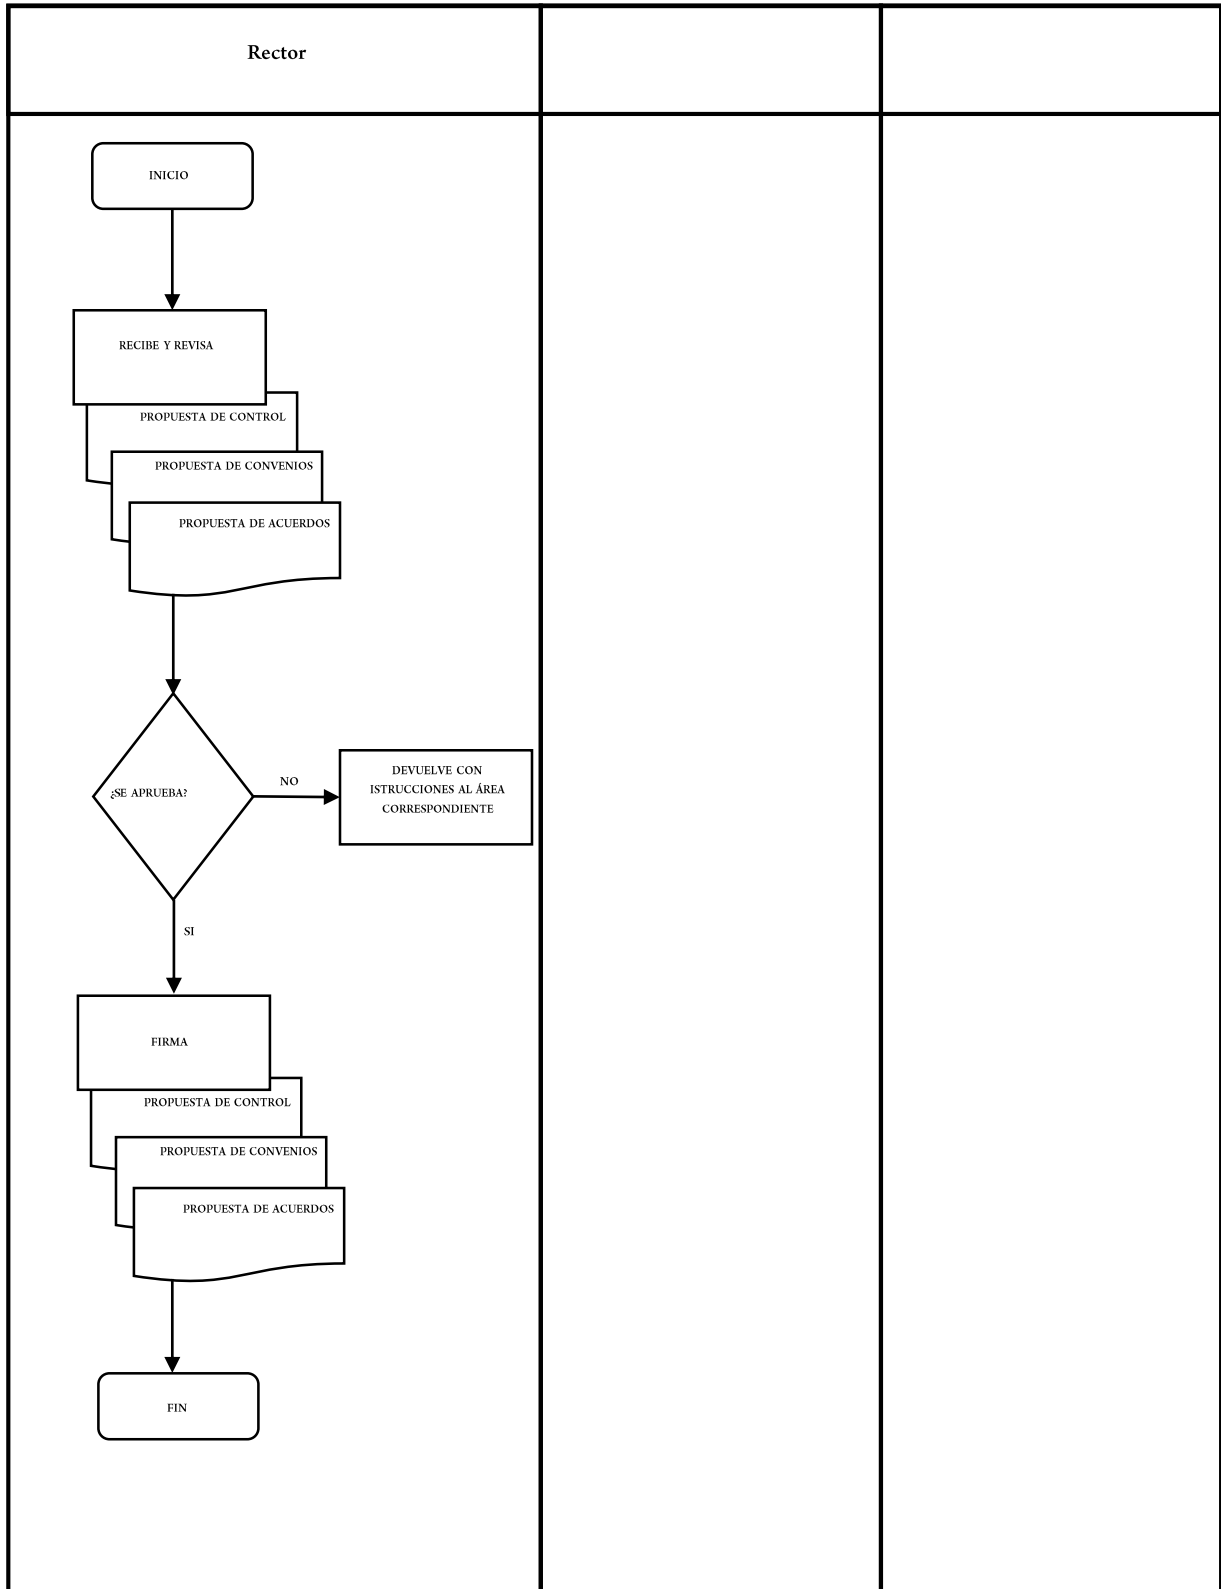 Rector
INICIO
RECIBE Y REVISA
PROPUESTA DE CONTROL
PROPUESTA DE CONVENIOS
PROPUESTA DE ACUERDOS
¿SE APRUEBA?
NO
DEVUELVE CON
ISTRUCCIONES AL ÁREA
CORRESPONDIENTE
SI
FIRMA
PROPUESTA DE CONTROL
PROPUESTA DE CONVENIOS
PROPUESTA DE ACUERDOS
FIN